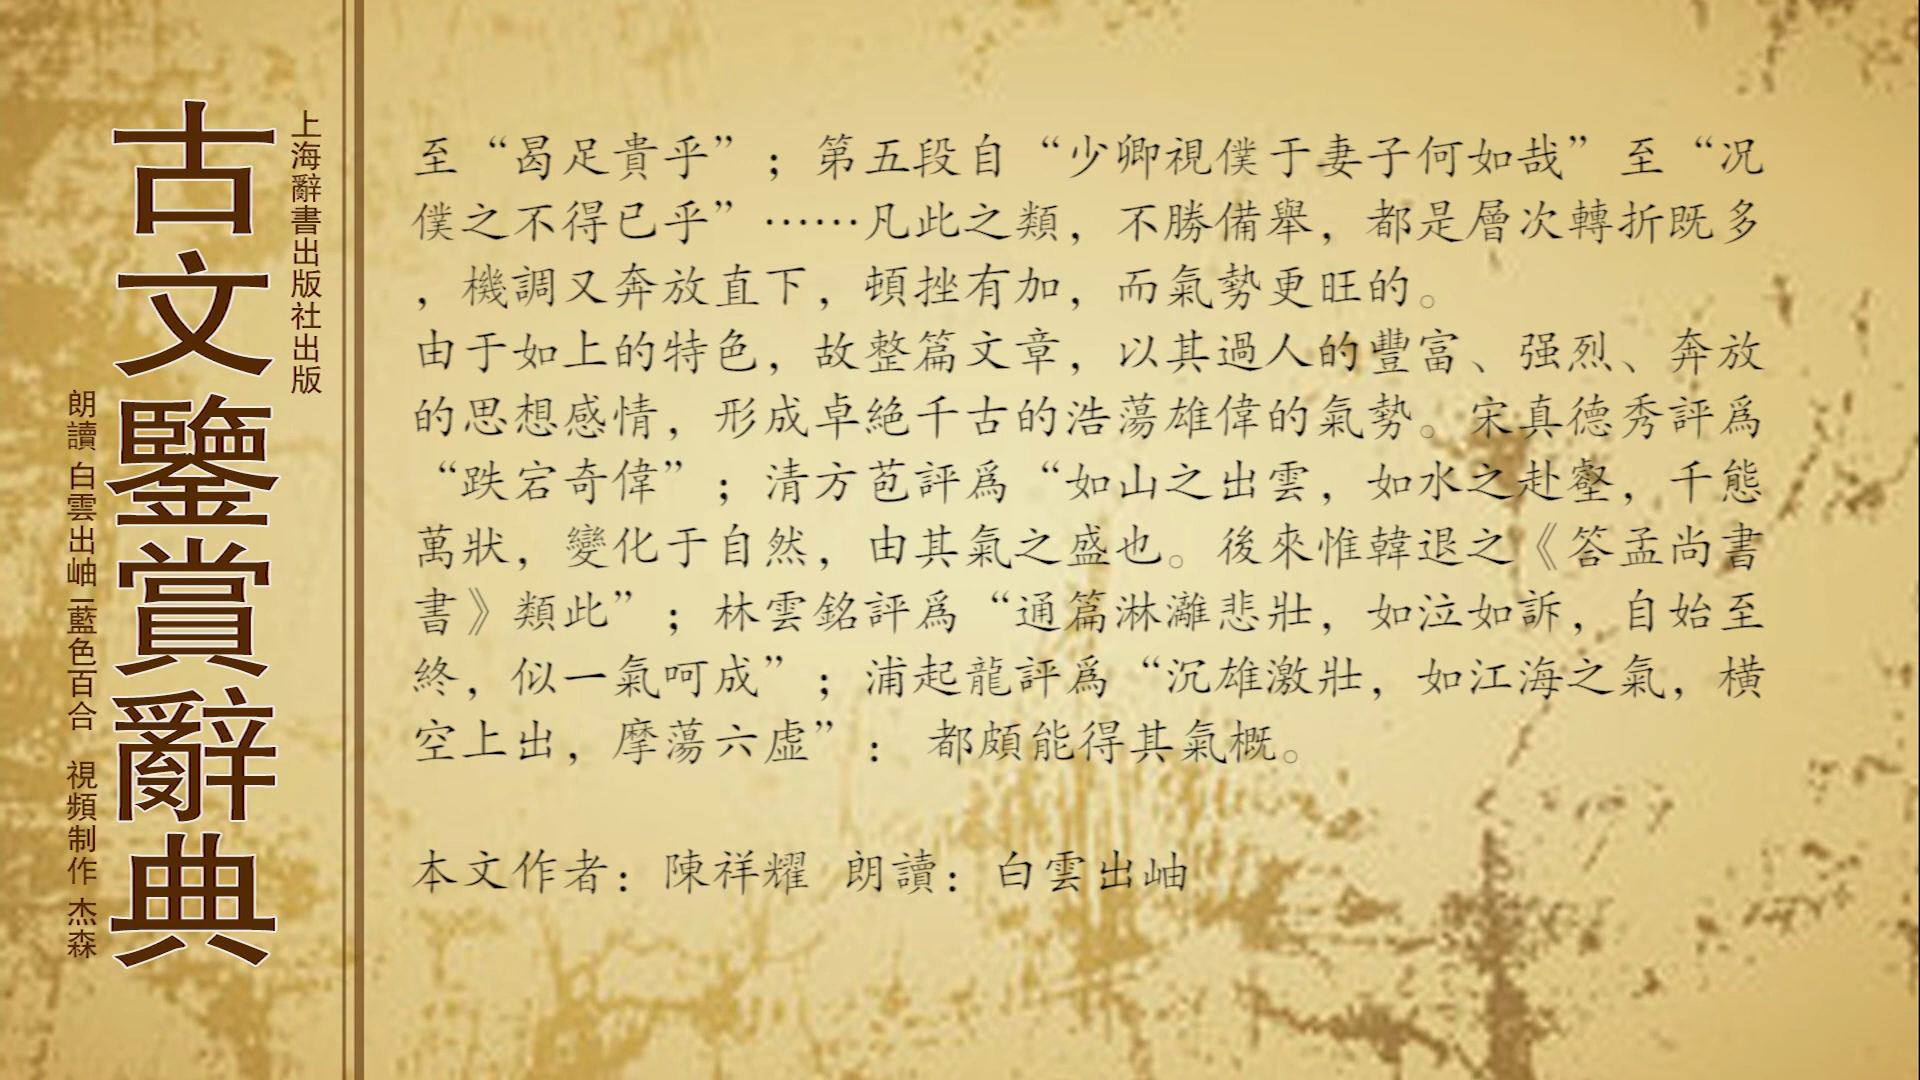 古文鑒賞辭典
上海辭書出版社出版
朗讀 白雲出岫 藍色百合 視頻制作 杰森
至“曷足貴乎”；第五段自“少卿視僕于妻子何如哉”至“况
僕之不得已乎”……凡此之類，不勝備舉，都是層次轉折既多
，機調又奔放直下，頓挫有加，而氣勢更旺的。
由于如上的特色，故整篇文章，以其過人的豐富、强烈、奔放
的思想感情，形成卓絶千古的浩蕩雄偉的氣勢。宋真德秀評爲
“跌宕奇偉”；清方苞評爲“如山之出雲，如水之赴壑，千態
萬狀，變化于自然，由其氣之盛也。後來惟韓退之《答孟尚書
書》類此”；林雲銘評爲“通篇淋灕悲壯，如泣如訴，自始至
終，似一氣呵成”；浦起龍評爲“沉雄激壯，如江海之氣，橫
空上出，摩蕩六虚”： 都頗能得其氣概。
本文作者：陳祥耀 朗讀：白雲出岫